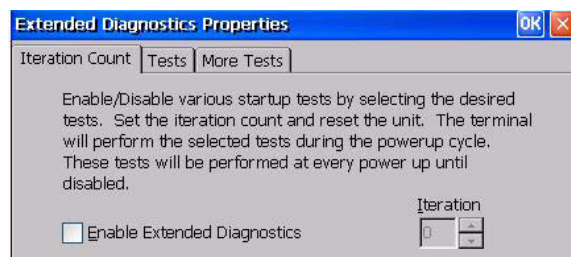 Extended Diagnostics Properties OK
Iteration Count Tests More Tests
Enable/Disable various startup tests by selecting the desired
tests. Set the iteration count and reset the unit. The terminal
will perform the selected tests during the powerup cycle.
These tests will be performed at every power up until
disabled.
Iteration
Enable Extended Diagnostics 0